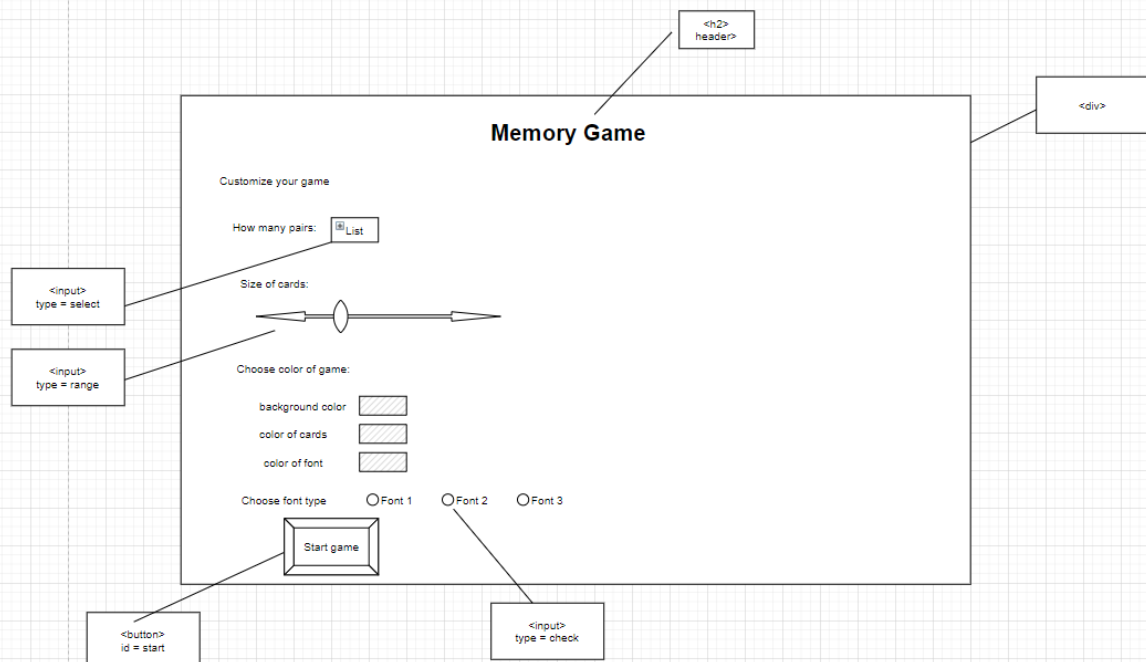 <h2>
header>
<div>
Memory Game
Customize your game
How many pairs:
List
<input>
type = select
Size of cards:
<input>
type = range
Choose color of game:
background color
color of cards
color of font
Choose font type
Font 1
Font 2
Font 3
Start game
<button>
id = start
<input>
type = check